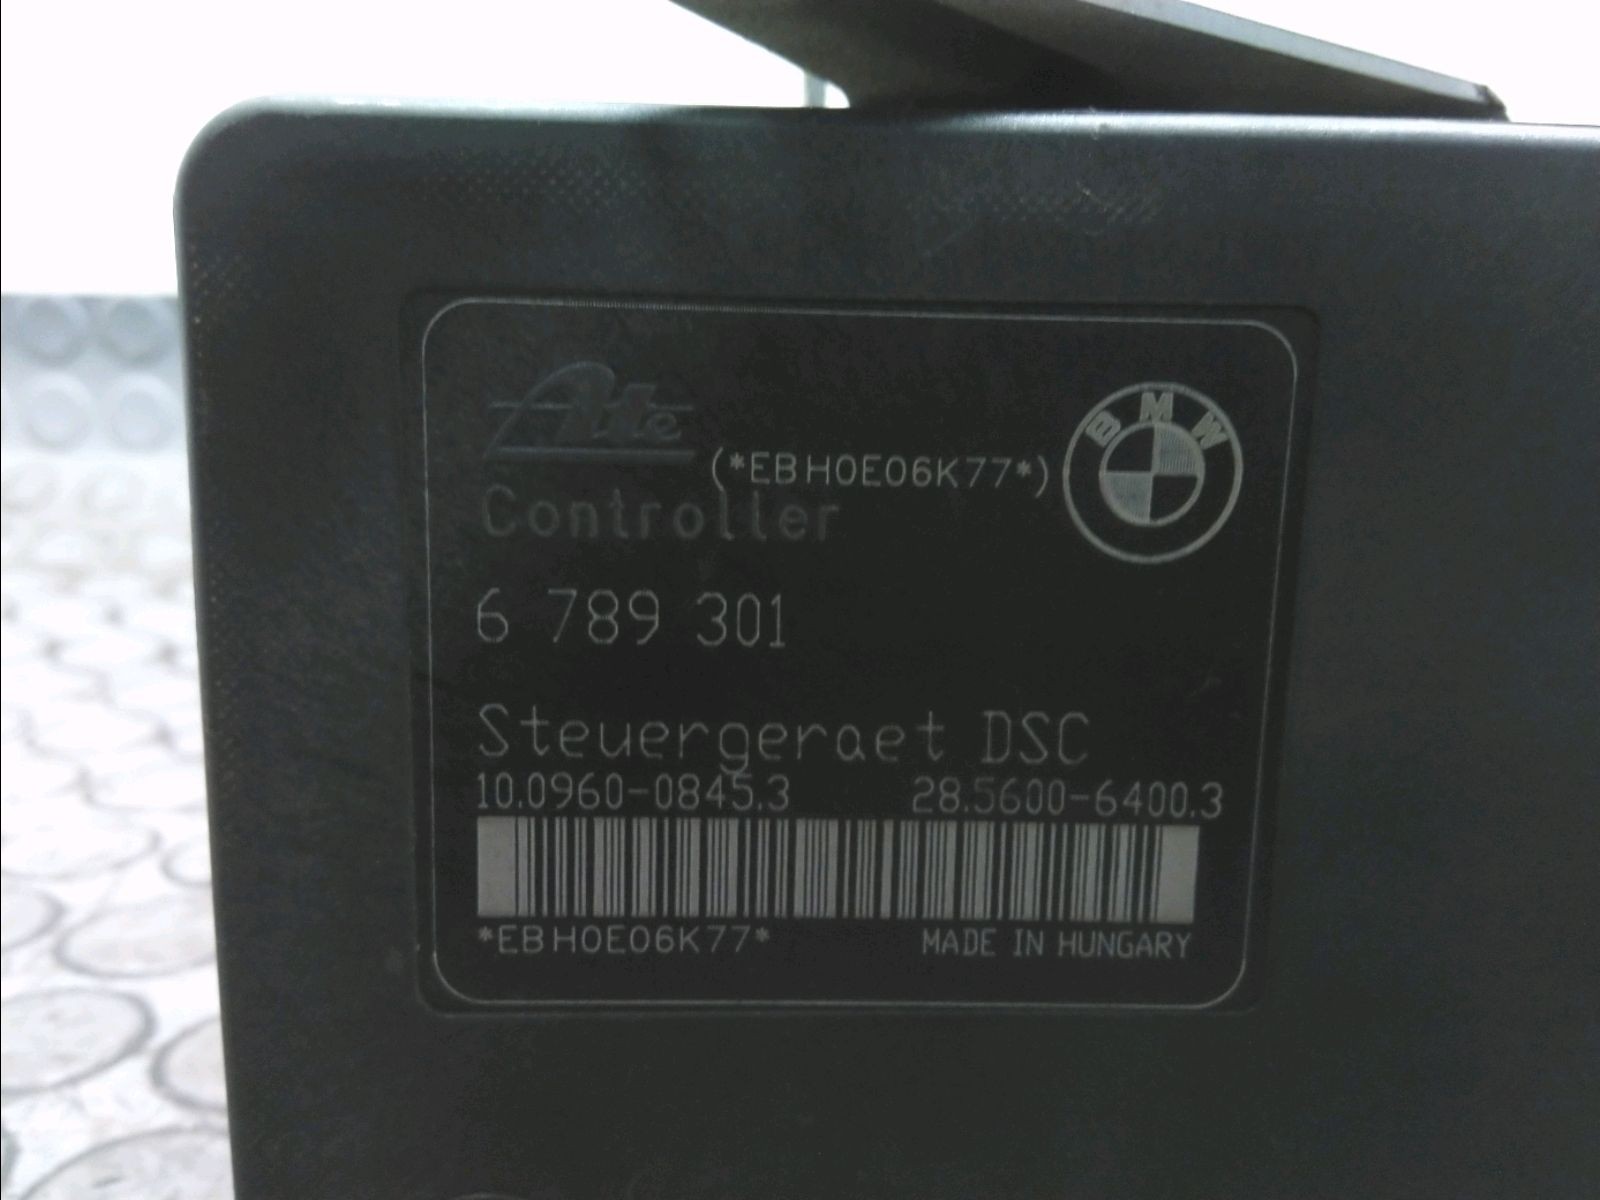 Ate
(*EBH0E06K77*)
BMW
Controller
6 789 301
Steuergeraet DSC
10.0960-0845.3 28.5600-6400.3
*EBH0E06K77* MADE IN HUNGARY